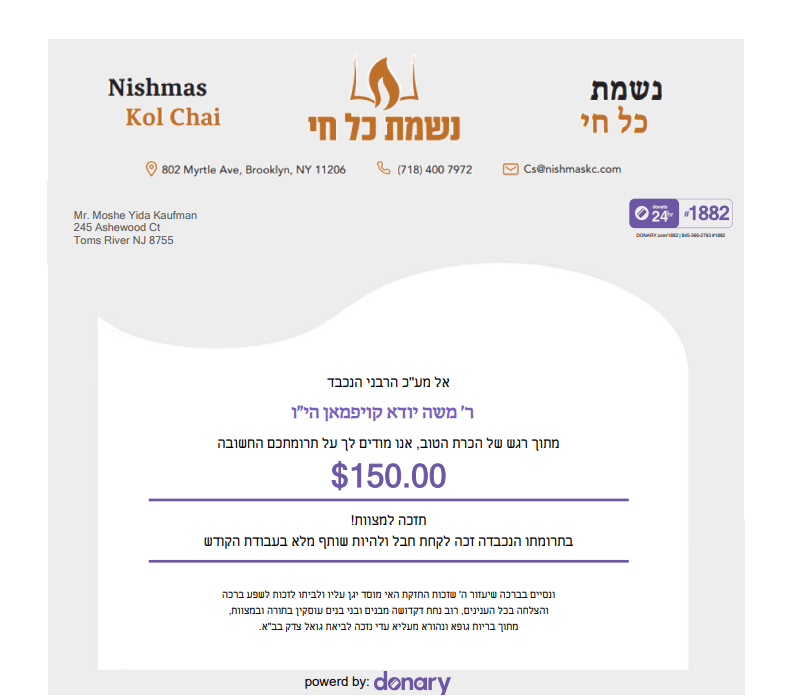 Nishmas
Kol Chai
נשמת כל חי
נשמת
כל חי
802 Myrtle Ave, Brooklyn, NY 11206
(718) 400 7972
Cs@nishmaskc.com
Mr. Moshe Yida Kaufman
245 Ashewood Ct
Toms River NJ 8755
donate
24hr
#1882
DONARY.com/1882 | 845-366-2763 #1882
אל מע"כ הרבני הנכבד
ר' משה יודא קויפמאן הי"ו
מתוך רגש של הכרת הטוב, אנו מודים לך על תרומתכם החשובה
$150.00
תזכה למצוות!
בתרומתו הנכבדה זכה לקחת חבל ולהיות שותף מלא בעבודת הקודש
ונסיים בברכה שיעזור ה' שזכות החזקת האי מוסד יגן עליו ולביתו לזכות לשפע ברכה
והצלחה בכל הענינים, רוב נחת דקדושה מבנים ובני בנים עוסקין בתורה ובמצוות,
מתוך בריות גופא ונהורא מעליא עדי נזכה לביאת גואל צדק בב"א.
powerd by: donary